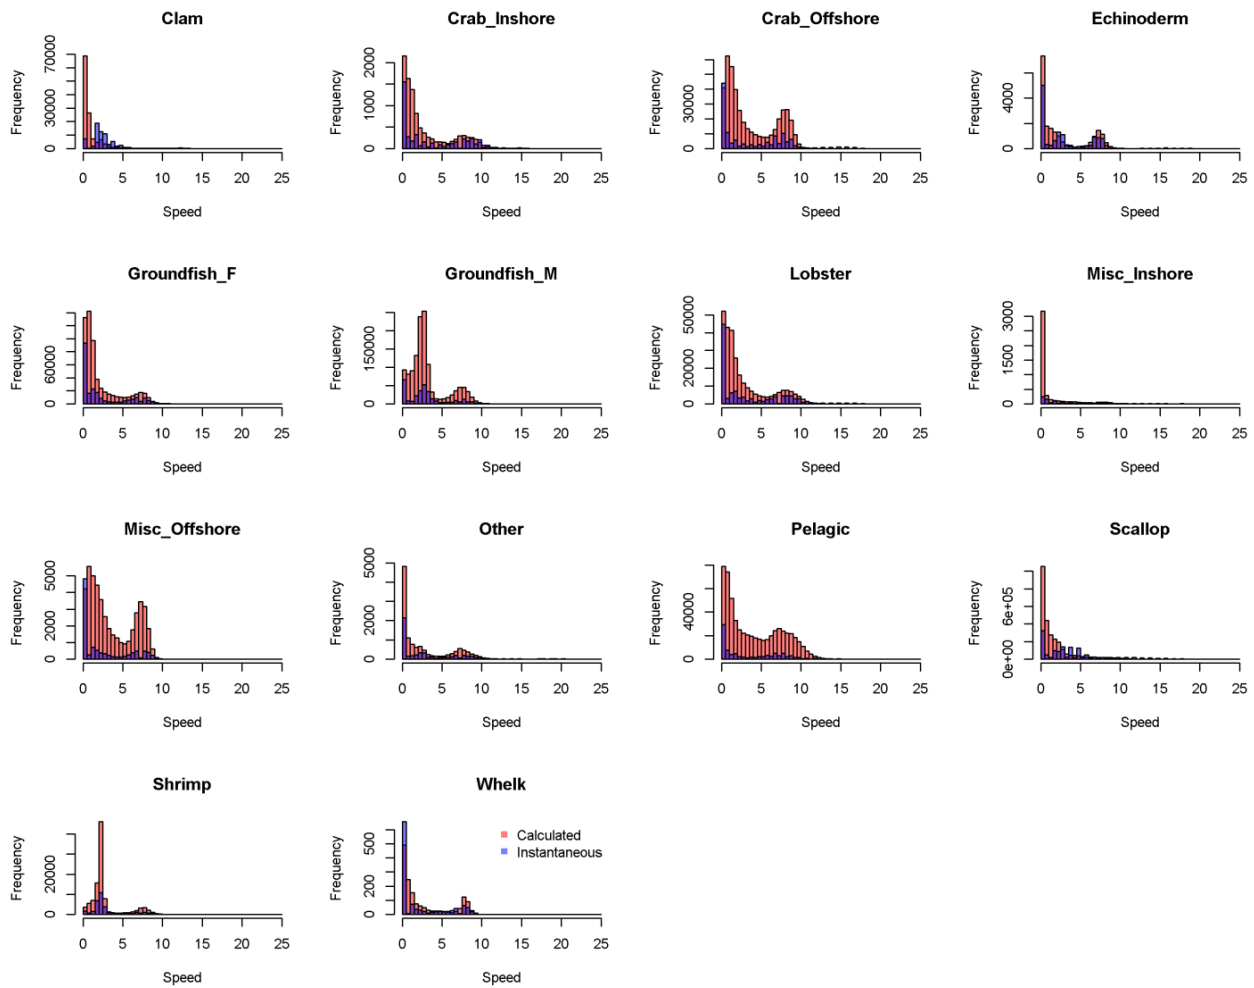 Clam Crab_Inshore Crab_Offshore Echinoderm
Frequency 0 30000 70000 Frequency 0 1000 2000 Frequency 0 30000 Frequency 0 4000
0 5 10 15 20 25 0 5 10 15 20 25 0 5 10 15 20 25 0 5 10 15 20 25
Speed Speed Speed Speed
Groundfish_F Groundfish_M Lobster Misc_Inshore
Frequency 0 60000 Frequency 0 150000 Frequency 0 20000 50000 Frequency 0 1500 3000
0 5 10 15 20 25 0 5 10 15 20 25 0 5 10 15 20 25 0 5 10 15 20 25
Speed Speed Speed Speed
Misc_Offshore Other Pelagic Scallop
Frequency 0 2000 5000 Frequency 0 2000 5000 Frequency 0 40000 Frequency 0e+00 6e+05
0 5 10 15 20 25 0 5 10 15 20 25 0 5 10 15 20 25 0 5 10 15 20 25
Speed Speed Speed Speed
Shrimp Whelk
Frequency 0 20000 Frequency 0 200 500
Calculated
Instantaneous
0 5 10 15 20 25 0 5 10 15 20 25
Speed Speed